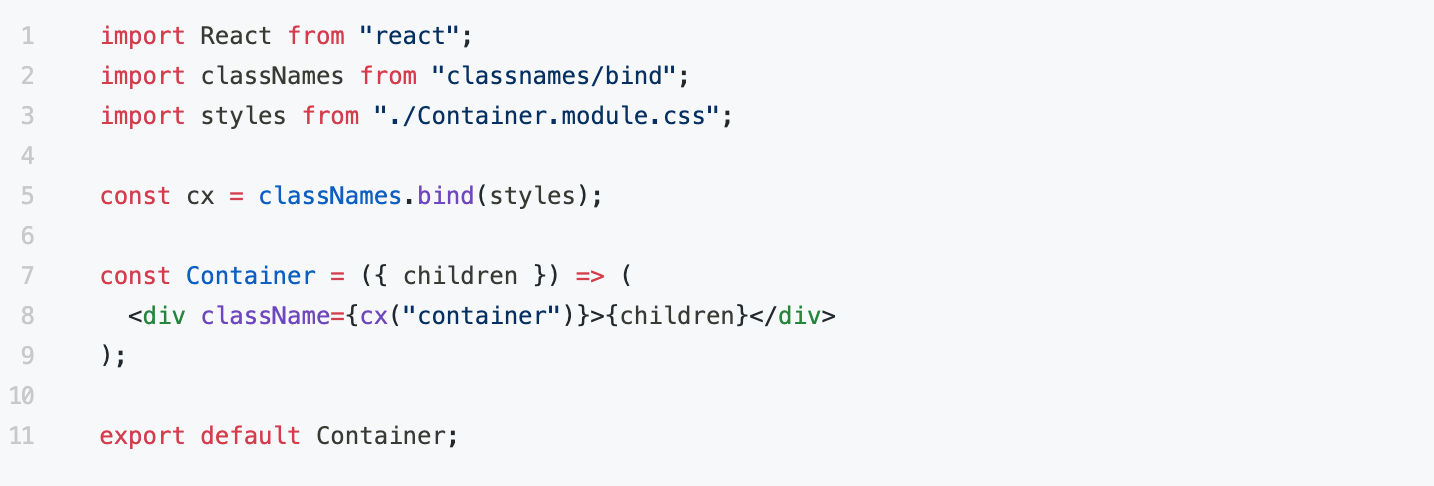 1 import React from "react";
2 import classNames from "classnames/bind";
3 import styles from "./Container.module.css";
4
5 const cx = classNames.bind(styles);
6
7 const Container = ({ children }) => (
8   <div className={cx("container")}>{children}</div>
9 );
10
11 export default Container;